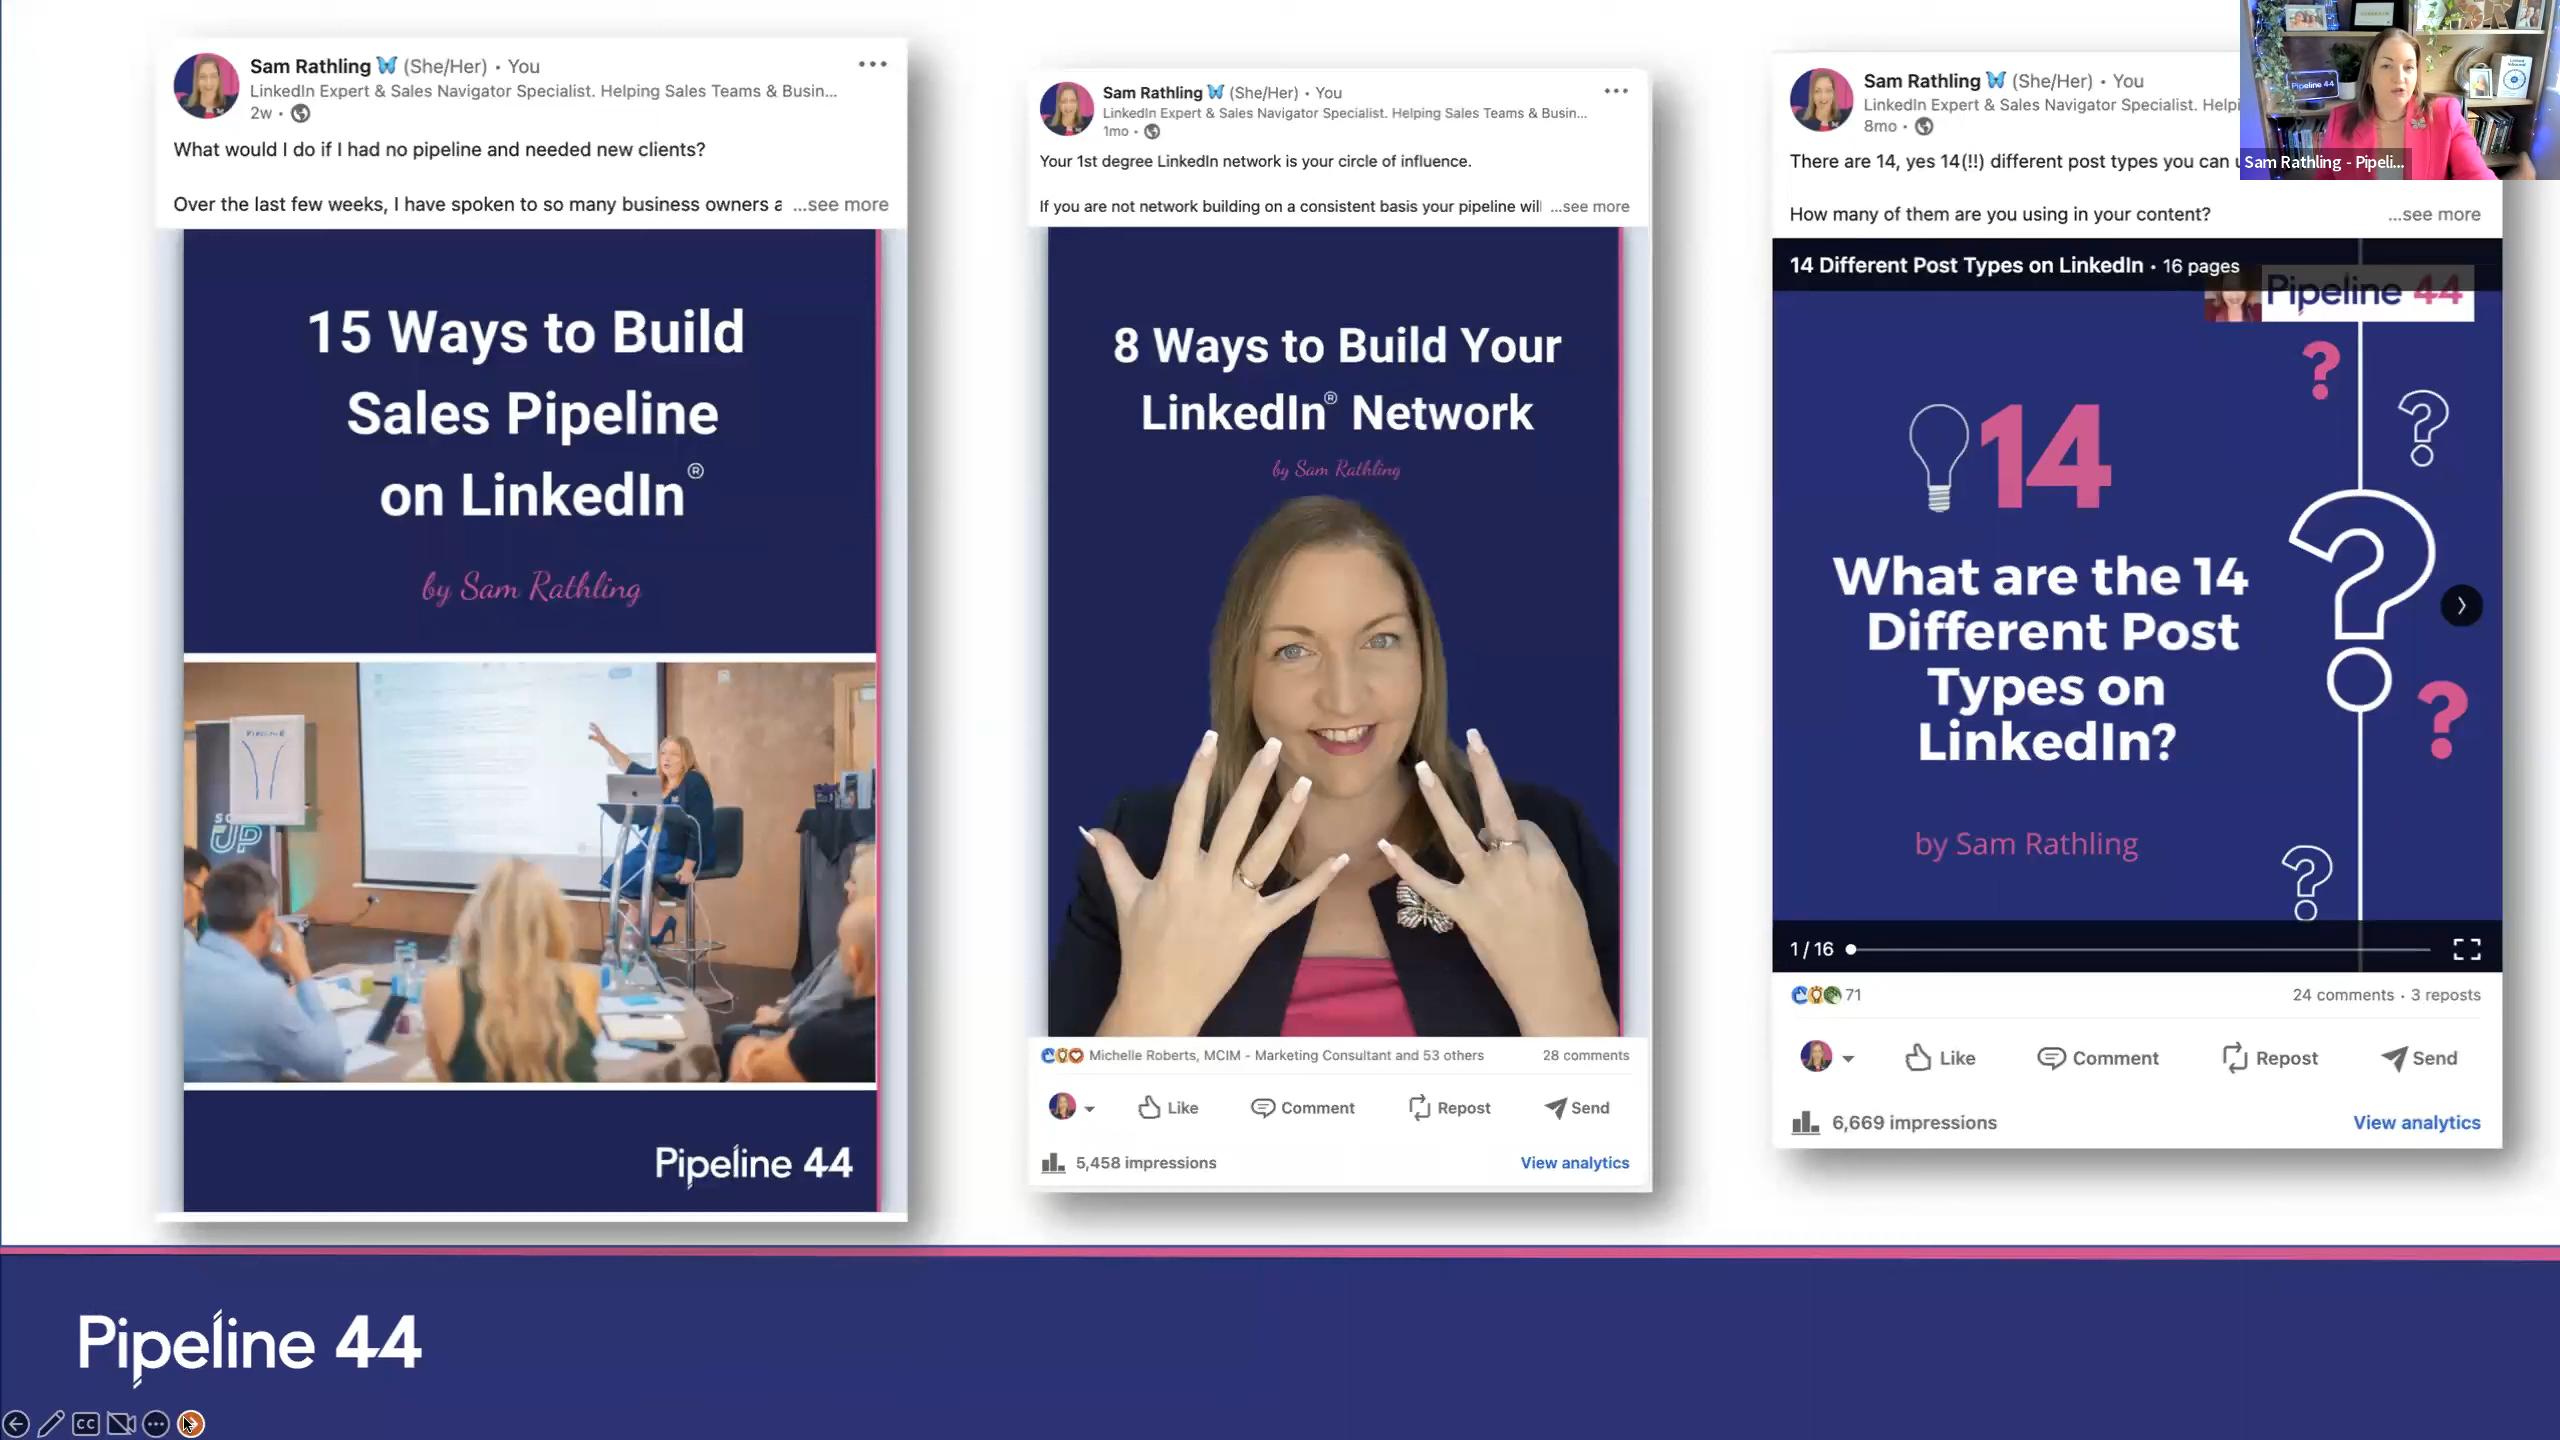 Sam Rathling 🦋 (She/Her) • You
LinkedIn Expert & Sales Navigator Specialist. Helping Sales Teams & Busin...
2w •
What would I do if I had no pipeline and needed new clients?
Over the last few weeks, I have spoken to so many business owners a ...see more
15 Ways to Build
Sales Pipeline
on LinkedIn®
by Sam Rathling
PIPELINE
UP
Pipeline 44
Sam Rathling 🦋 (She/Her) • You
LinkedIn Expert & Sales Navigator Specialist. Helping Sales Teams & Busin...
1mo •
Your 1st degree LinkedIn network is your circle of influence.
If you are not network building on a consistent basis your pipeline will ...see more
8 Ways to Build Your
LinkedIn® Network
by Sam Rathling
Michelle Roberts, MCIM - Marketing Consultant and 53 others 28 comments
Like Comment Repost Send
5,458 impressions View analytics
Sam Rathling 🦋 (She/Her) • You
LinkedIn Expert & Sales Navigator Specialist. Helpi
8mo •
There are 14, yes 14(!!) different post types you can
How many of them are you using in your content? ...see more
14 Different Post Types on LinkedIn • 16 pages
Pipeline 44
14
What are the 14
Different Post
Types on
LinkedIn?
by Sam Rathling
1 / 16
71 24 comments • 3 reposts
Like Comment Repost Send
6,669 impressions View analytics
Pipeline 44
Sam Rathling - Pipeli...
Pipeline 44
CC